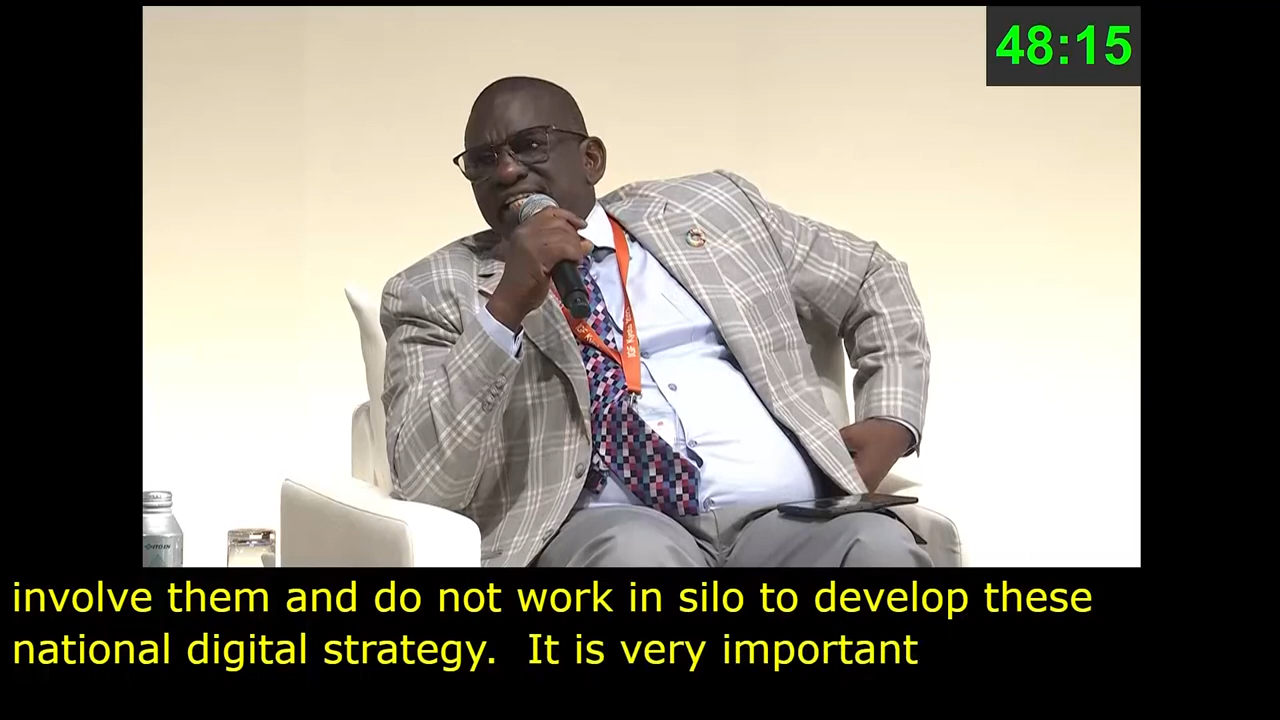 48:15
ITOEN
involve them and do not work in silo to develop these
national digital strategy.  It is very important